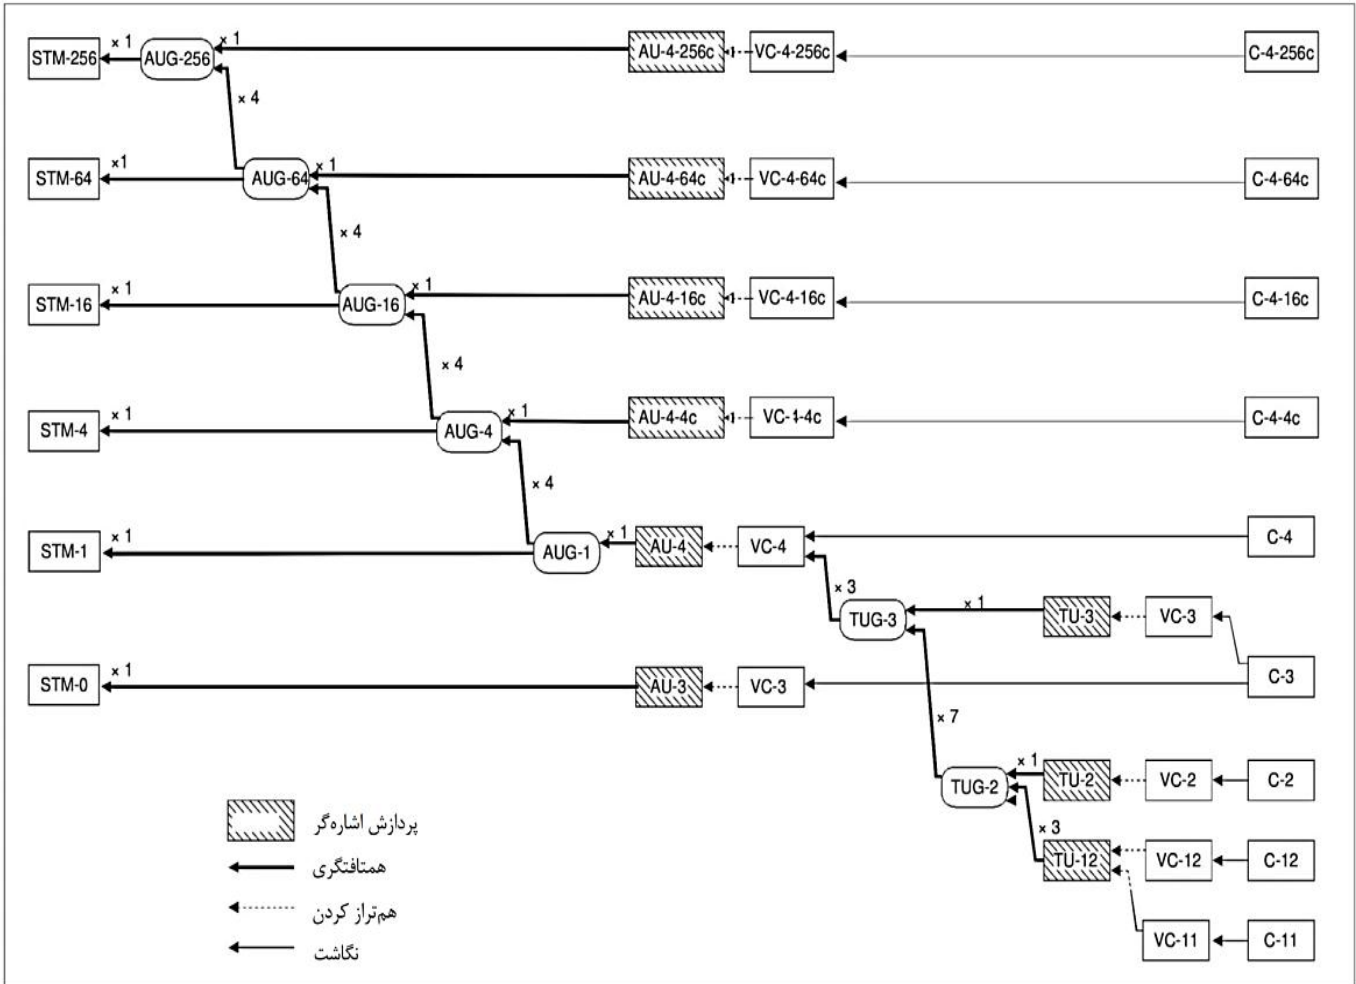 STM-256 × 1 AUG-256 × 1 AU-4-256c VC-4-256c C-4-256c
× 4
STM-64 ×1 AUG-64 × 1 AU-4-64c VC-4-64c C-4-64c
× 4
STM-16 × 1 AUG-16 × 1 AU-4-16c VC-4-16c C-4-16c
× 4
STM-4 × 1 AUG-4 × 1 AU-4-4c VC-4-4c C-4-4c
× 4
STM-1 × 1 AUG-1 × 1 AU-4 VC-4 C-4
× 3
TUG-3 × 1 TU-3 VC-3
STM-0 × 1 AU-3 VC-3 C-3
× 7
TUG-2 × 1 TU-2 VC-2 C-2
× 3
TU-12 VC-12 C-12
VC-11 C-11
پردازش اشاره‌گر
همتافتگری
هم‌تراز کردن
نگاشت